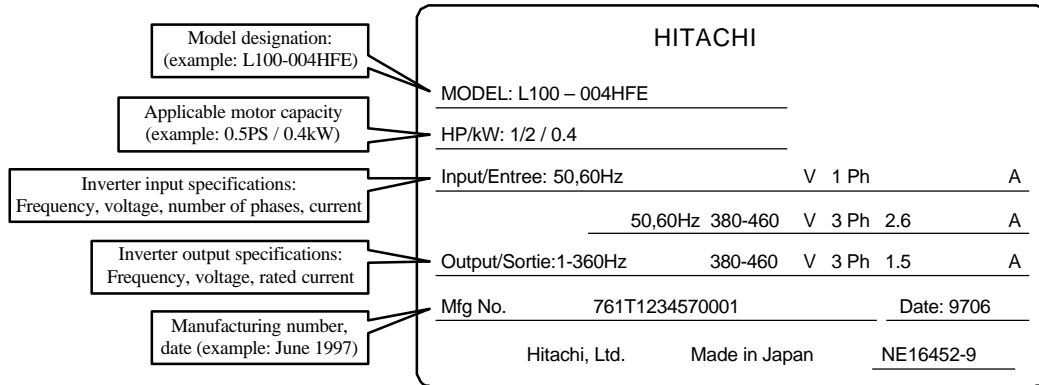 Model designation:
(example: L100-004HFE)
Applicable motor capacity
(example: 0.5PS / 0.4kW)
Inverter input specifications:
Frequency, voltage, number of phases, current
Inverter output specifications:
Frequency, voltage, rated current
Manufacturing number,
date (example: June 1997)
HITACHI
MODEL: L100 – 004HFE
HP/kW: 1/2 / 0.4
Input/Entree: 50,60Hz V 1 Ph A
50,60Hz 380-460 V 3 Ph 2.6 A
Output/Sortie:1-360Hz 380-460 V 3 Ph 1.5 A
Mfg No. 761T1234570001 Date: 9706
Hitachi, Ltd. Made in Japan NE16452-9